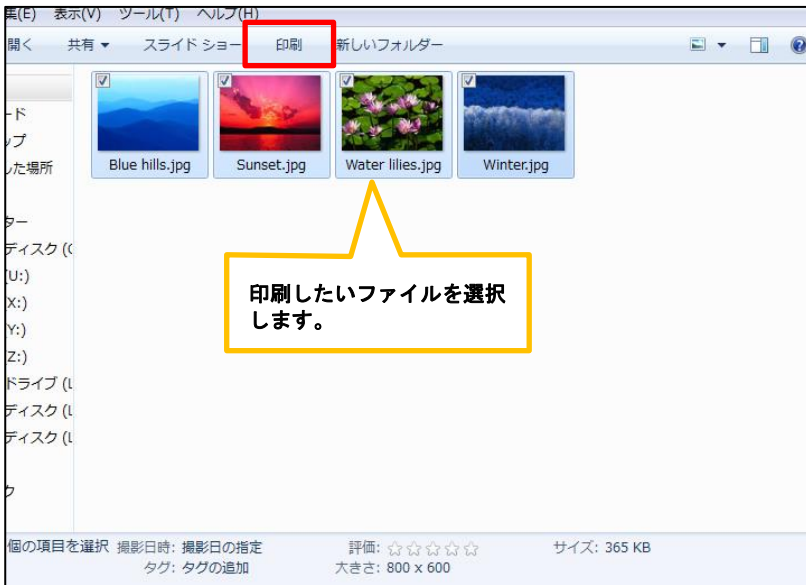 集(E) 表示(V) ツール(T) ヘルプ(H)
開く 共有 ▼ スライド ショー 印刷 新しいフォルダー
ード
ップ
した場所
Blue hills.jpg Sunset.jpg Water lilies.jpg Winter.jpg
ター
ディスク (C
(U:)
X:)
Y:)
Z:)
ドライブ (L
ディスク (L
ディスク (L
ク
印刷したいファイルを選択
します。
個の項目を選択 撮影日時: 撮影日の指定 評価: ☆☆☆☆☆ サイズ: 365 KB
タグ: タグの追加 大きさ: 800 x 600